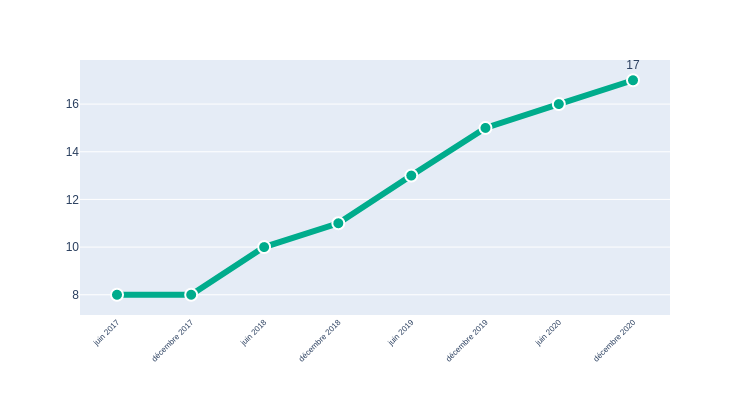 17
16
14
12
10
8
juin 2017
décembre 2017
juin 2018
décembre 2018
juin 2019
décembre 2019
juin 2020
décembre 2020